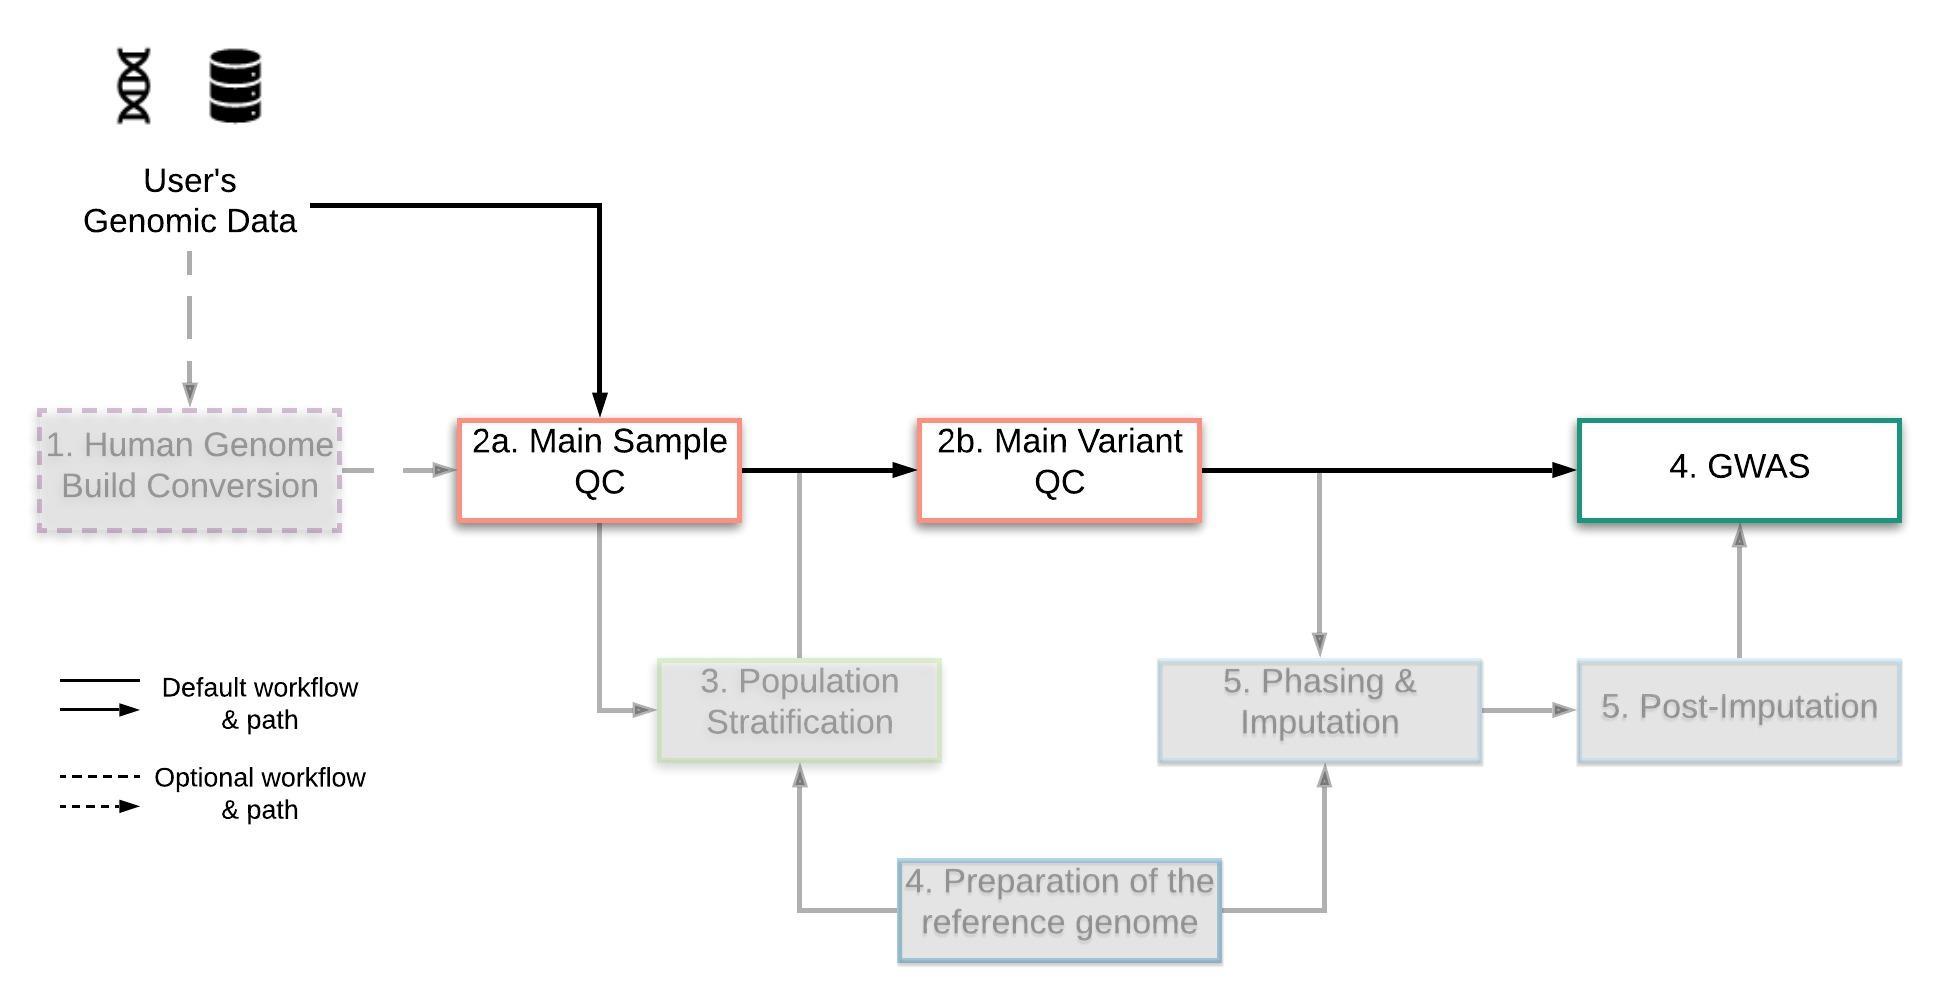 User's
Genomic Data
1. Human Genome
Build Conversion
2a. Main Sample
QC
2b. Main Variant
QC
4. GWAS
3. Population
Stratification
5. Phasing &
Imputation
5. Post-Imputation
4. Preparation of the
reference genome
Default workflow
& path
Optional workflow
& path